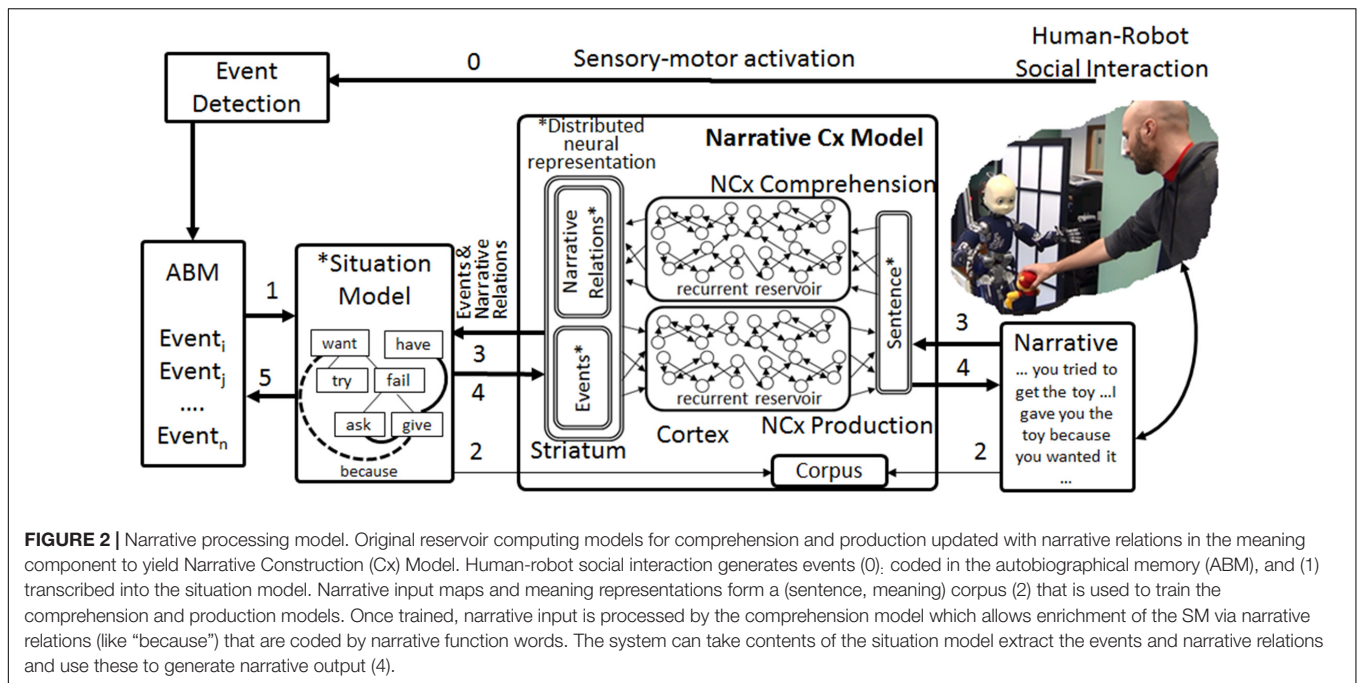 Human-Robot
Social Interaction
0
Sensory-motor activation
Event
Detection
*Distributed
neural
representation
Narrative Cx Model
NCx Comprehension
ABM
Event_i
Event_j
....
Event_n
1
5
*Situation
Model
want
have
try
fail
ask
give
because
Events &
Narrative
Relations
3
4
2
Narrative
Relations*
Events*
Striatum
recurrent reservoir
recurrent reservoir
Cortex
NCx Production
Sentence*
Corpus
3
4
2
Narrative
... you tried to
get the toy ...I
gave you the
toy because
you wanted it
...
FIGURE 2 | Narrative processing model. Original reservoir computing models for comprehension and production updated with narrative relations in the meaning
component to yield Narrative Construction (Cx) Model. Human-robot social interaction generates events (0), coded in the autobiographical memory (ABM), and (1)
transcribed into the situation model. Narrative input maps and meaning representations form a (sentence, meaning) corpus (2) that is used to train the
comprehension and production models. Once trained, narrative input is processed by the comprehension model which allows enrichment of the SM via narrative
relations (like “because”) that are coded by narrative function words. The system can take contents of the situation model extract the events and narrative relations
and use these to generate narrative output (4).